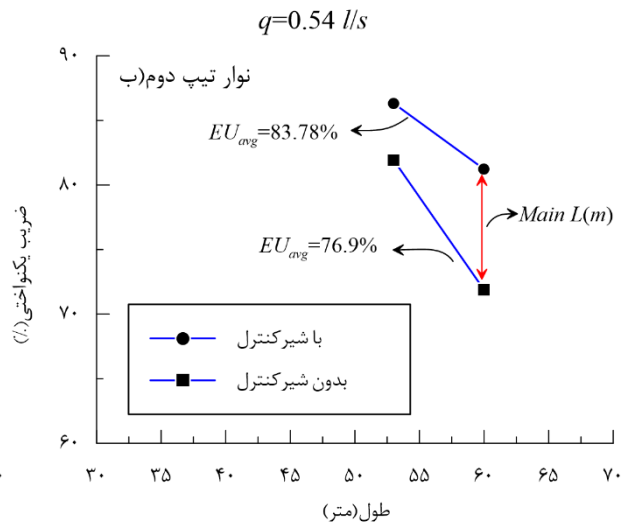 q=0.54 l/s
نوار تیپ دوم(ب
EUavg=83.78%
Main L(m)
EUavg=76.9%
با شیرکنترل
بدون شیرکنترل
ضریب یکنواختی(٪)
۹۰
۸۰
۷۰
۶۰
۳۰ ۳۵ ۴۰ ۴۵ ۵۰ ۵۵ ۶۰ ۶۵ ۷۰
طول(متر)